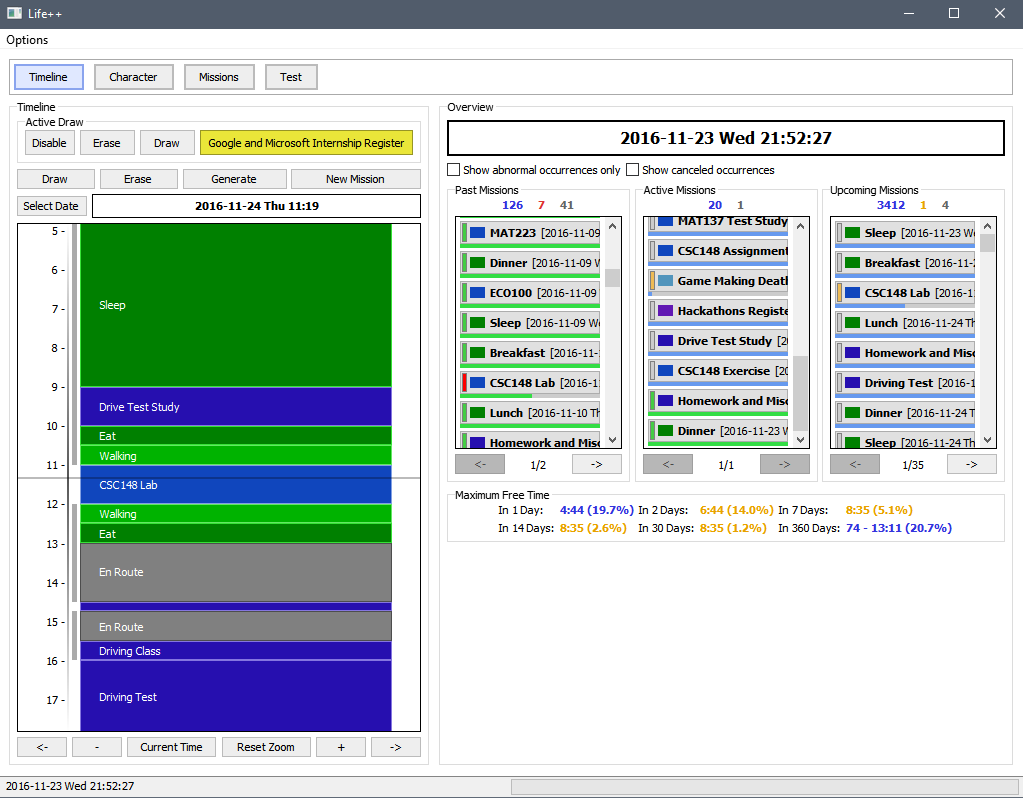 Life++
Options
Timeline Character Missions Test
Timeline
Active Draw
Disable Erase Draw Google and Microsoft Internship Register
Draw Erase Generate New Mission
Select Date 2016-11-24 Thu 11:19
5 -
6 -
Sleep
7 -
8 -
9 -
Drive Test Study
10 -
Eat
Walking
11 -
CSC148 Lab
12 -
Walking
Eat
13 -
En Route
14 -
15 -
En Route
Driving Class
16 -
Driving Test
17 -
<- - Current Time Reset Zoom + ->
Overview
2016-11-23 Wed 21:52:27
Show abnormal occurrences only Show canceled occurrences
Past Missions
126 7 41
MAT223 [2016-11-09
Dinner [2016-11-09 W
ECO100 [2016-11-09
Sleep [2016-11-09 We
Breakfast [2016-11-
CSC148 Lab [2016-1
Lunch [2016-11-10 Th
Homework and Misc
<- 1/2 ->
Active Missions
20 1
MAT137 Test Study
CSC148 Assignment
Game Making Death
Hackathons Registe
Drive Test Study [20
CSC148 Exercise [20
Homework and Misc
Dinner [2016-11-23 W
<- 1/1 ->
Upcoming Missions
3412 1 4
Sleep [2016-11-23 We
Breakfast [2016-11-2
CSC148 Lab [2016-1
Lunch [2016-11-24 Th
Homework and Misc
Driving Test [2016-1
Dinner [2016-11-24 T
Sleep [2016-11-24 Th
<- 1/35 ->
Maximum Free Time
In 1 Day: 4:44 (19.7%) In 2 Days: 6:44 (14.0%) In 7 Days: 8:35 (5.1%)
In 14 Days: 8:35 (2.6%) In 30 Days: 8:35 (1.2%) In 360 Days: 74 - 13:11 (20.7%)
2016-11-23 Wed 21:52:27